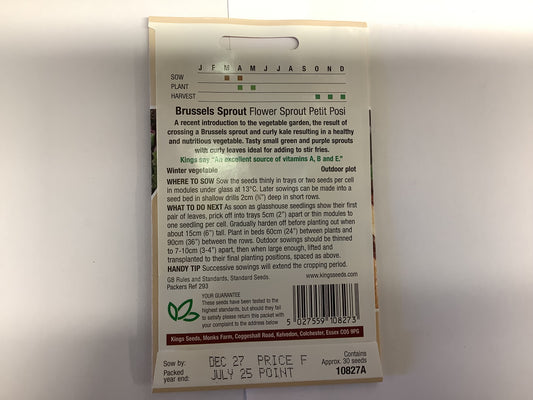 J F M A M J J A S O N D
SOW
PLANT
HARVEST
Brussels Sprout Flower Sprout Petit Posi
A recent introduction to the vegetable garden, the result of
crossing a Brussels sprout and curly kale resulting in a healthy
and nutritious vegetable. Tasty small green and purple sprouts
with curly leaves ideal for adding to stir fries.
Kings say "An excellent source of vitamins A, B and E."
Winter vegetable Outdoor plot
WHERE TO SOW Sow the seeds thinly in trays or two seeds per cell
in modules under glass at 13°C. Later sowings can be made into a
seed bed in shallow drills 2cm (¾") deep in short rows.
WHAT TO DO NEXT As soon as glasshouse seedlings show their first
pair of leaves, prick off into trays 5cm (2") apart or thin modules to
one seedling per cell. Gradually harden off before planting out when
about 15cm (6") tall. Plant in beds 60cm (24") between plants and
90cm (36") between the rows. Outdoor sowings should be thinned
to 7-10cm (3-4") apart, then when large enough, lifted and
transplanted to their final planting positions, spaced as above.
HANDY TIP Successive sowings will extend the cropping period.
GB Rules and Standards, Standard Seeds.
Packers Ref 293
www.kingsseeds.com
YOUR GUARANTEE
These seeds have been tested to the
highest standards, but should they fail
to satisfy please return this packet with
your complaint to the address below
5 027559 108273
Kings Seeds, Monks Farm, Coggeshall Road, Kelvedon, Colchester, Essex CO5 9PG
Sow by: DEC 27 PRICE F
Packed
year end: JULY 25 POINT
Contains
Approx. 30 seeds
10827A